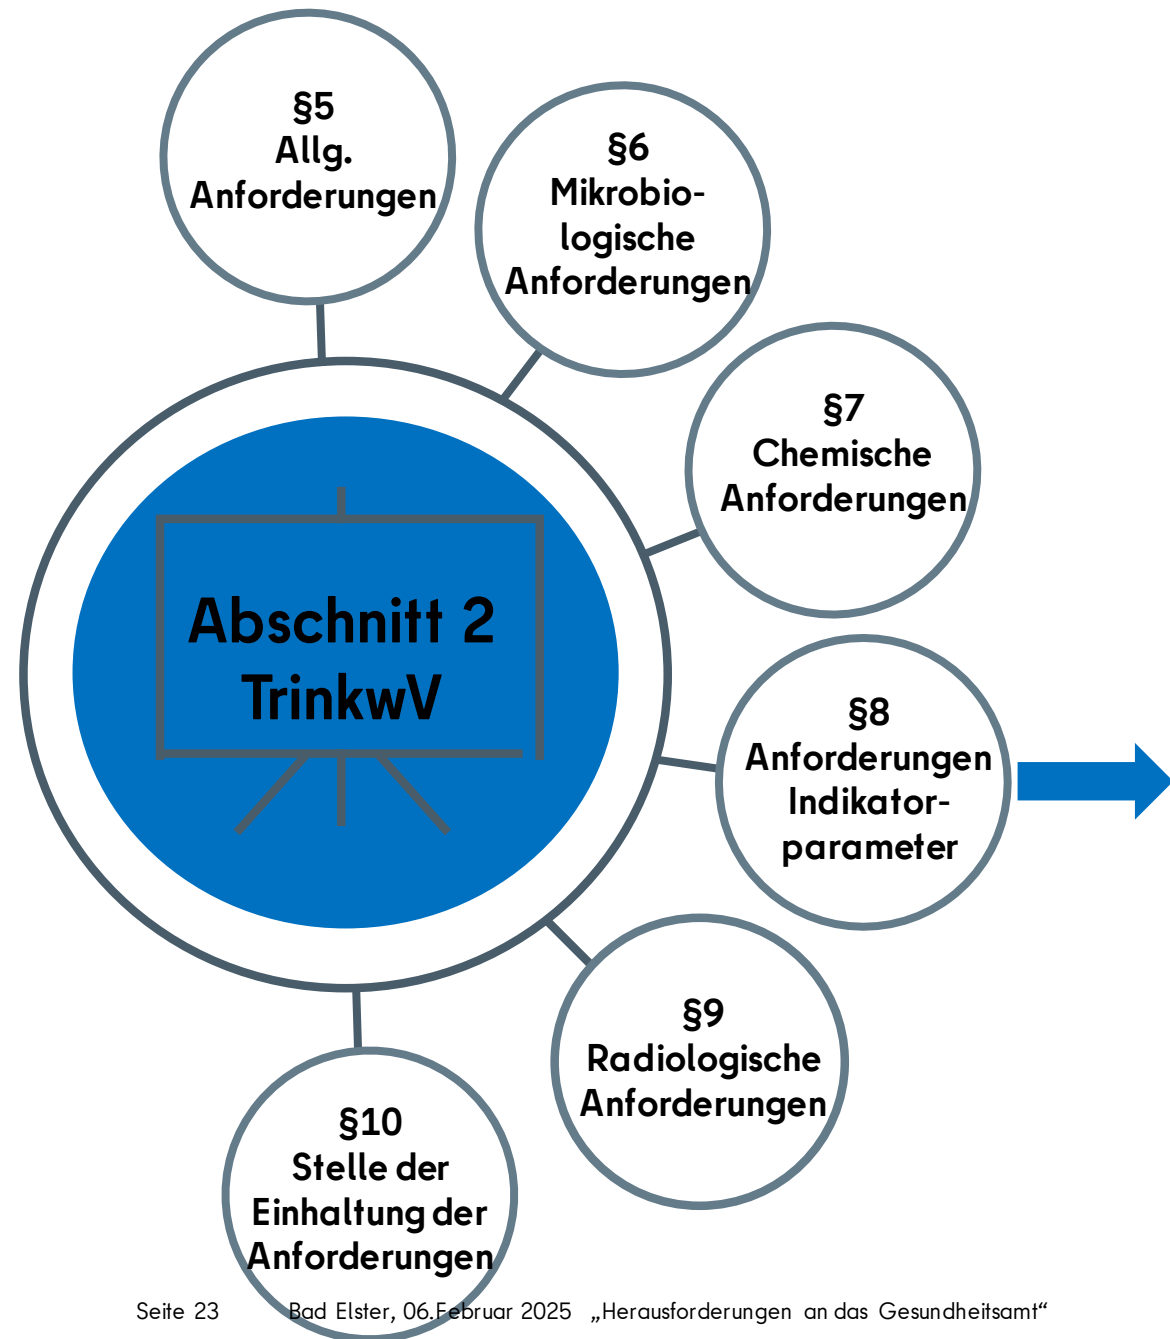 §5
Allg.
Anforderungen
§6
Mikrobio-
logische
Anforderungen
§7
Chemische
Anforderungen
Abschnitt 2
TrinkwV
§8
Anforderungen
Indikator-
parameter
§9
Radiologische
Anforderungen
§10
Stelle der
Einhaltung der
Anforderungen
Seite 23 Bad Elster, 06.Februar 2025 „Herausforderungen an das Gesundheitsamt“